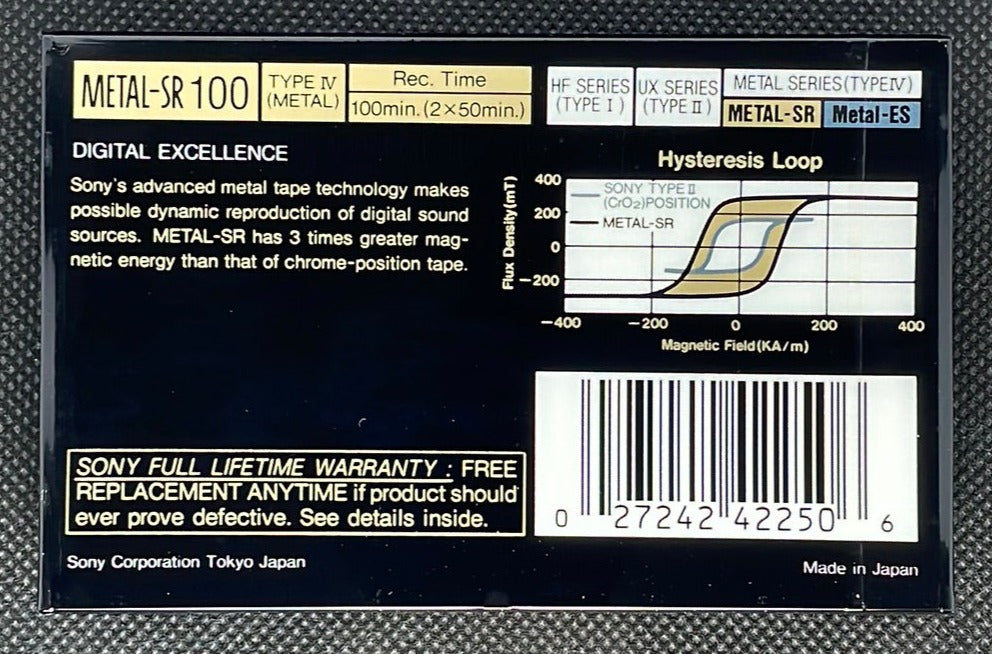 METAL-SR 100
TYPE IV
(METAL)
Rec. Time
100min. (2×50min.)
HF SERIES
(TYPE I)
UX SERIES
(TYPE II)
METAL SERIES (TYPE IV)
METAL-SR
Metal-ES
DIGITAL EXCELLENCE
Sony's advanced metal tape technology makes
possible dynamic reproduction of digital sound
sources. METAL-SR has 3 times greater mag-
netic energy than that of chrome-position tape.
Hysteresis Loop
Flux Density (mT)
400
200
0
−200
SONY TYPE II
(CrO2)POSITION
METAL-SR
−400
−200
0
200
400
Magnetic Field (KA/m)
SONY FULL LIFETIME WARRANTY : FREE
REPLACEMENT ANYTIME if product should
ever prove defective. See details inside.
0 27242 42250 6
Sony Corporation Tokyo Japan
Made in Japan